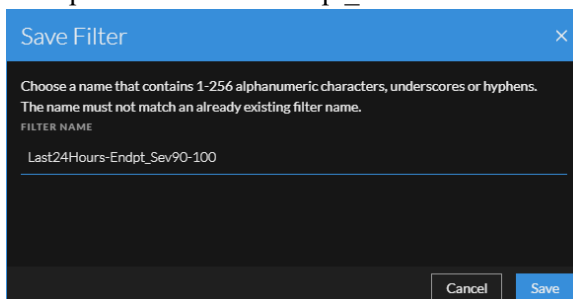 Save Filter ×
Choose a name that contains 1-256 alphanumeric characters, underscores or hyphens.
The name must not match an already existing filter name.
FILTER NAME
Last24Hours-Endpt_Sev90-100
Cancel Save